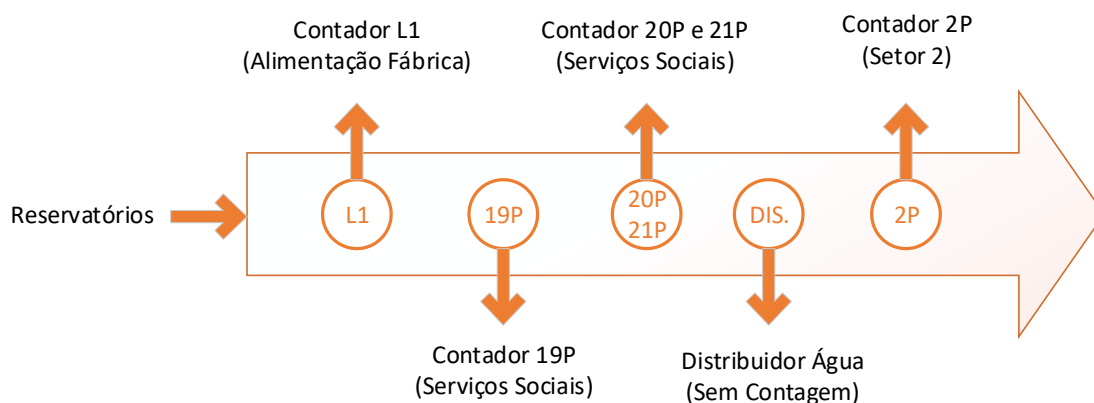 Contador L1
(Alimentação Fábrica)
Contador 20P e 21P
(Serviços Sociais)
Contador 2P
(Setor 2)
Reservatórios
L1
19P
20P
21P
DIS.
2P
Contador 19P
(Serviços Sociais)
Distribuidor Água
(Sem Contagem)